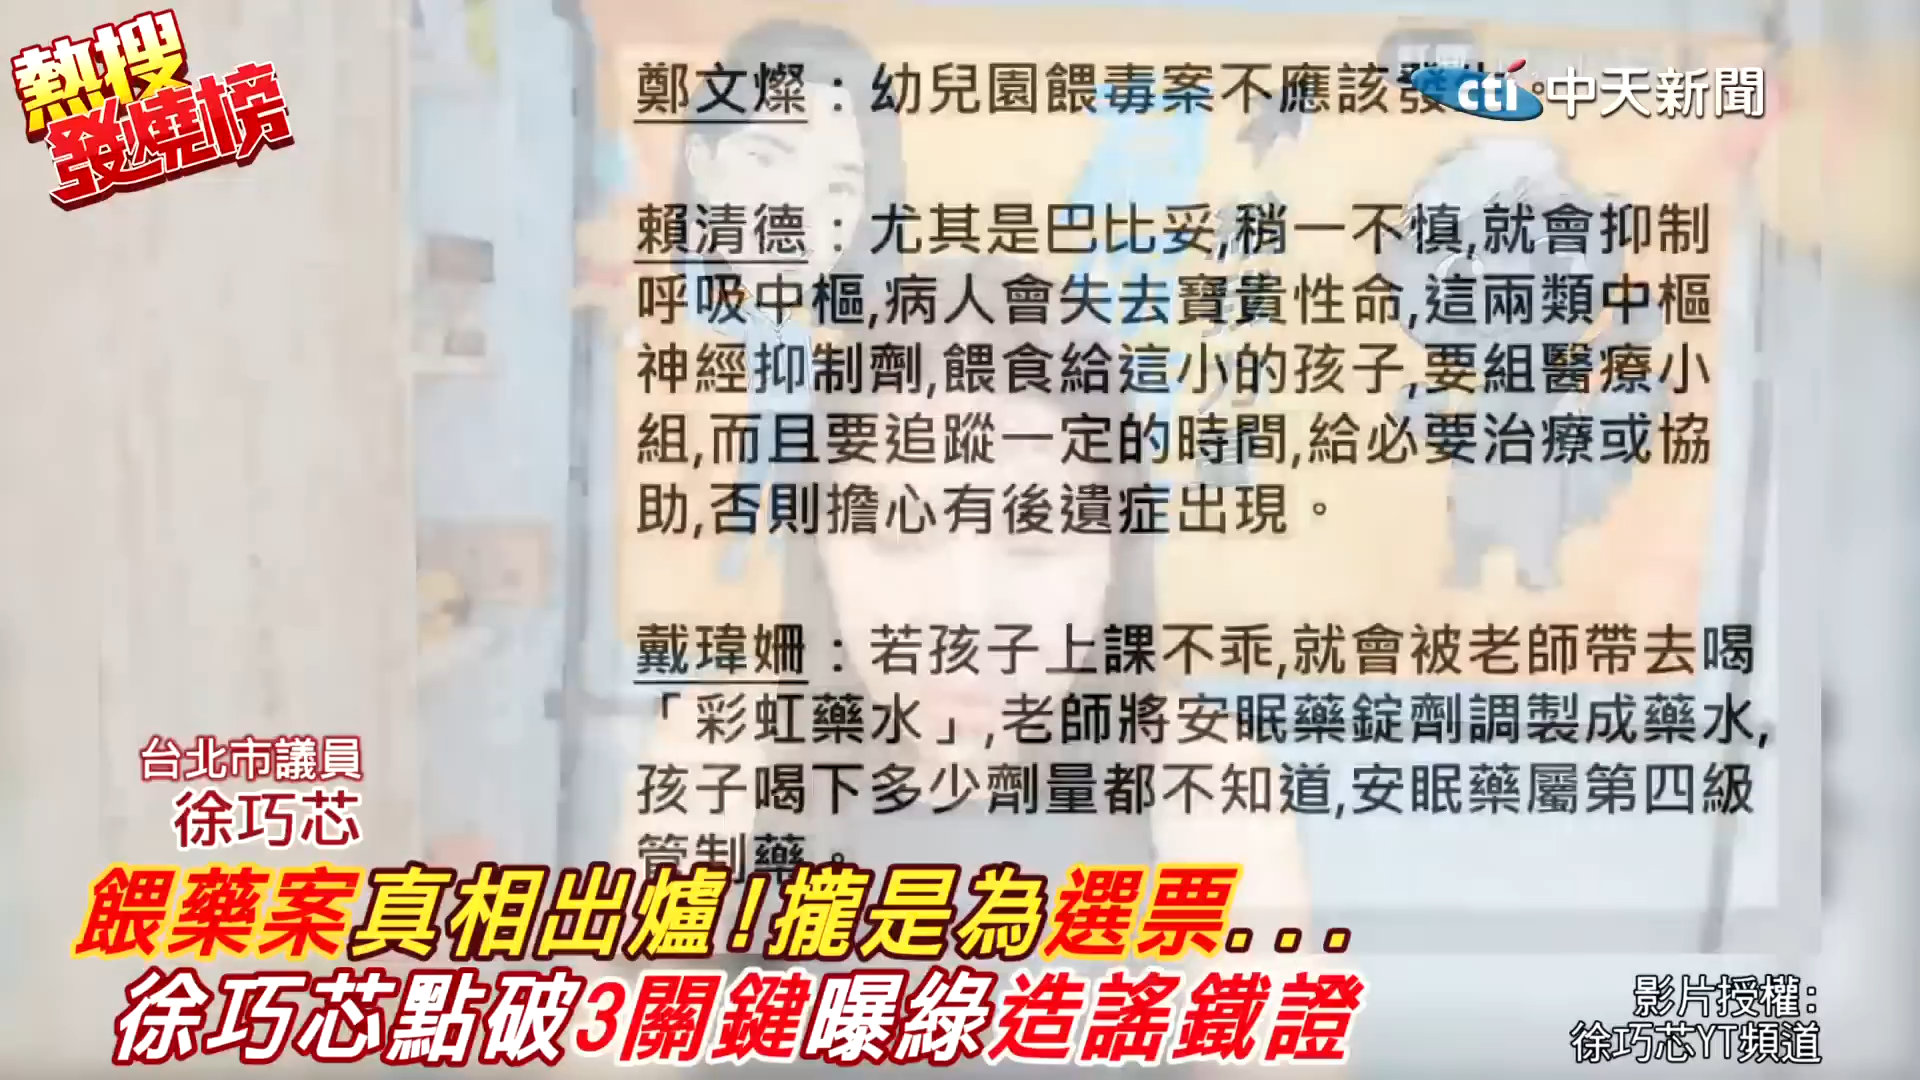 熱搜
發燒榜
鄭文燦：幼兒園餵毒案不應該發
cti 中天新聞
賴清德：尤其是巴比妥,稍一不慎,就會抑制
呼吸中樞,病人會失去寶貴性命,這兩類中樞
神經抑制劑,餵食給這小的孩子,要組醫療小
組,而且要追蹤一定的時間,給必要治療或協
助,否則擔心有後遺症出現。
戴瑋姍：若孩子上課不乖,就會被老師帶去喝
「彩虹藥水」,老師將安眠藥錠劑調製成藥水,
孩子喝下多少劑量都不知道,安眠藥屬第四級
管制藥。
台北市議員
徐巧芯
餵藥案真相出爐!攏是為選票...
徐巧芯點破3關鍵曝綠造謠鐵證
影片授權:
徐巧芯YT頻道